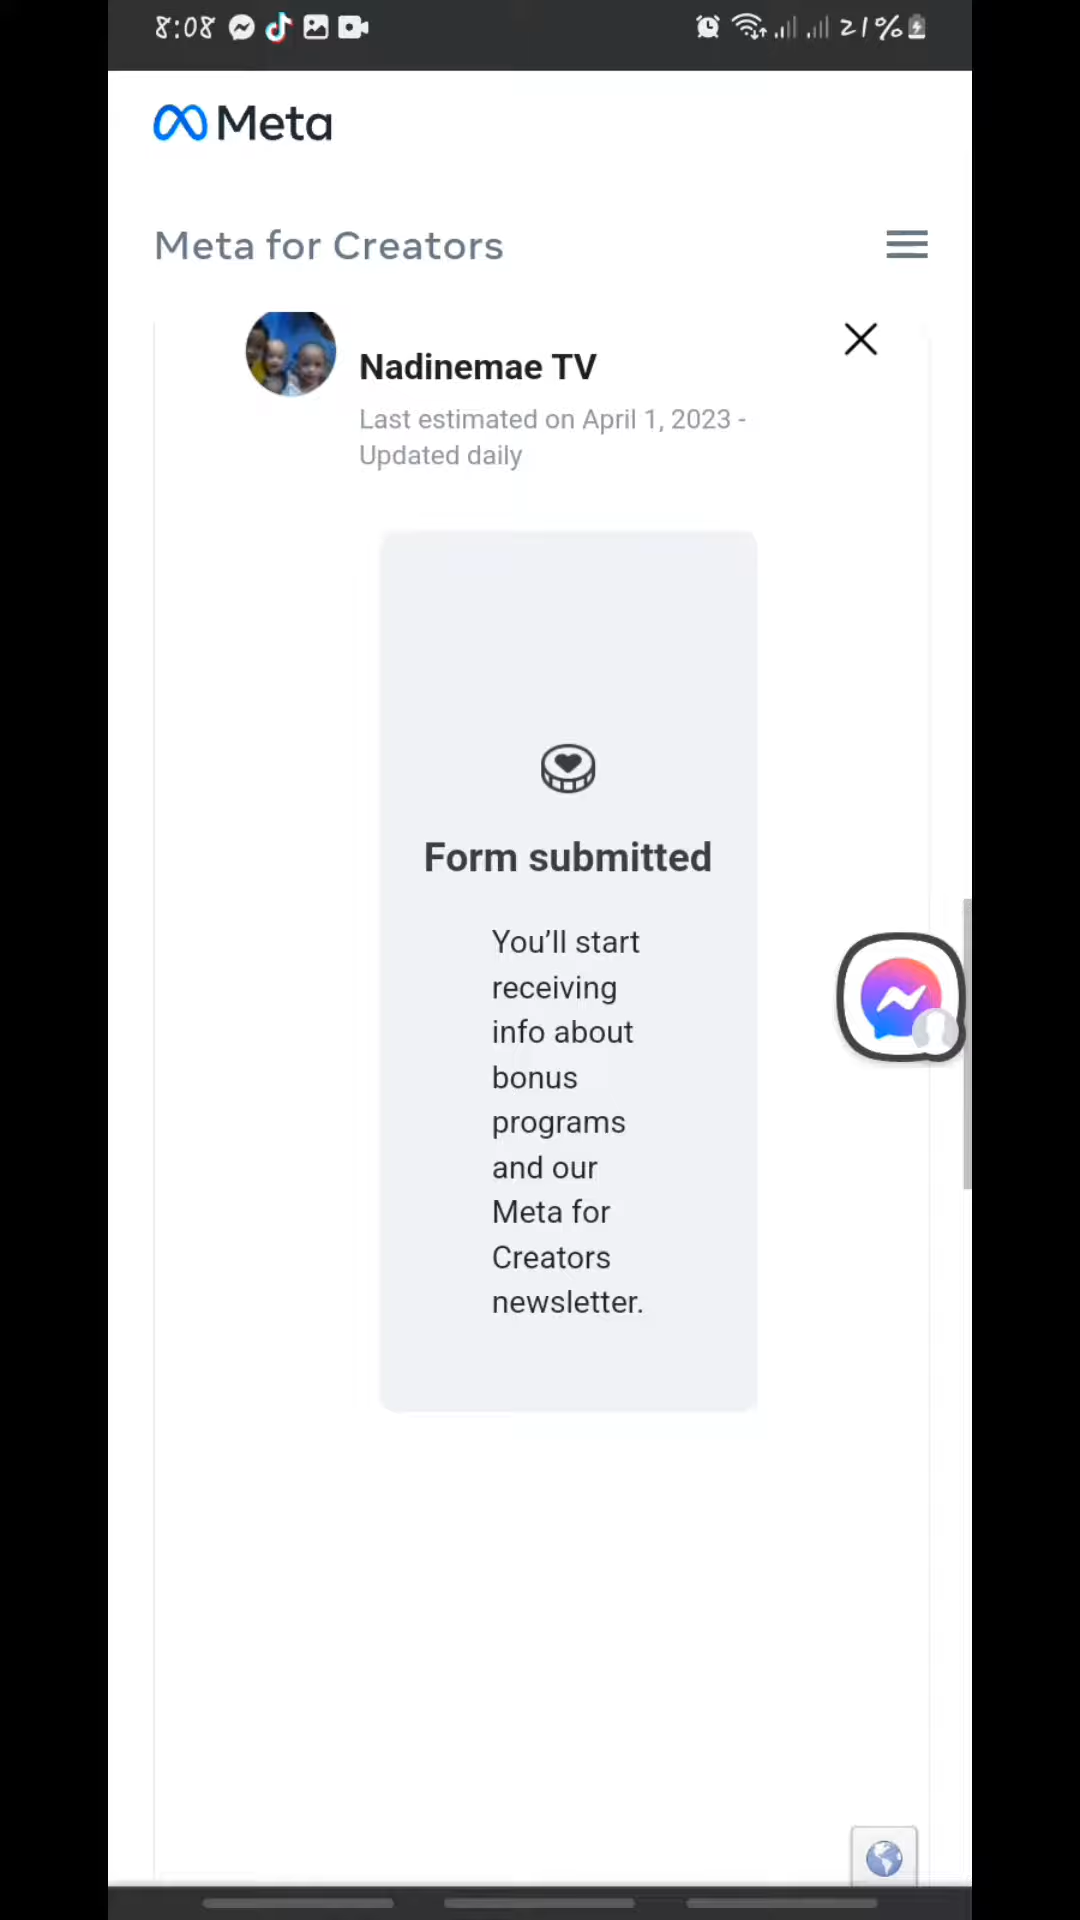 8:08 21%
Meta
Meta for Creators
Nadinemae TV
Last estimated on April 1, 2023 -
Updated daily
Form submitted
You’ll start
receiving
info about
bonus
programs
and our
Meta for
Creators
newsletter.